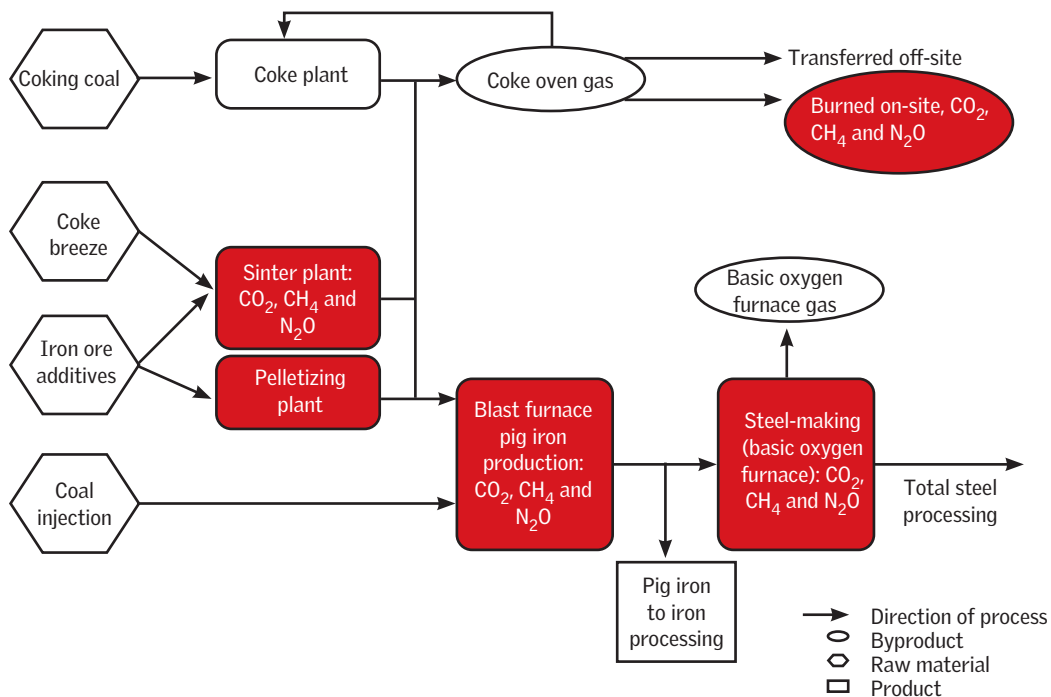 Coking coal
Coke plant
Coke oven gas
Transferred off-site
Burned on-site, CO₂,
CH₄ and N₂O
Coke
breeze
Sinter plant:
CO₂, CH₄ and
N₂O
Basic oxygen
furnace gas
Iron ore
additives
Pelletizing
plant
Blast furnace
pig iron
production:
CO₂, CH₄ and
N₂O
Steel-making
(basic oxygen
furnace): CO₂,
CH₄ and N₂O
Coal
injection
Total steel
processing
Pig iron
to iron
processing
Direction of process
Byproduct
Raw material
Product